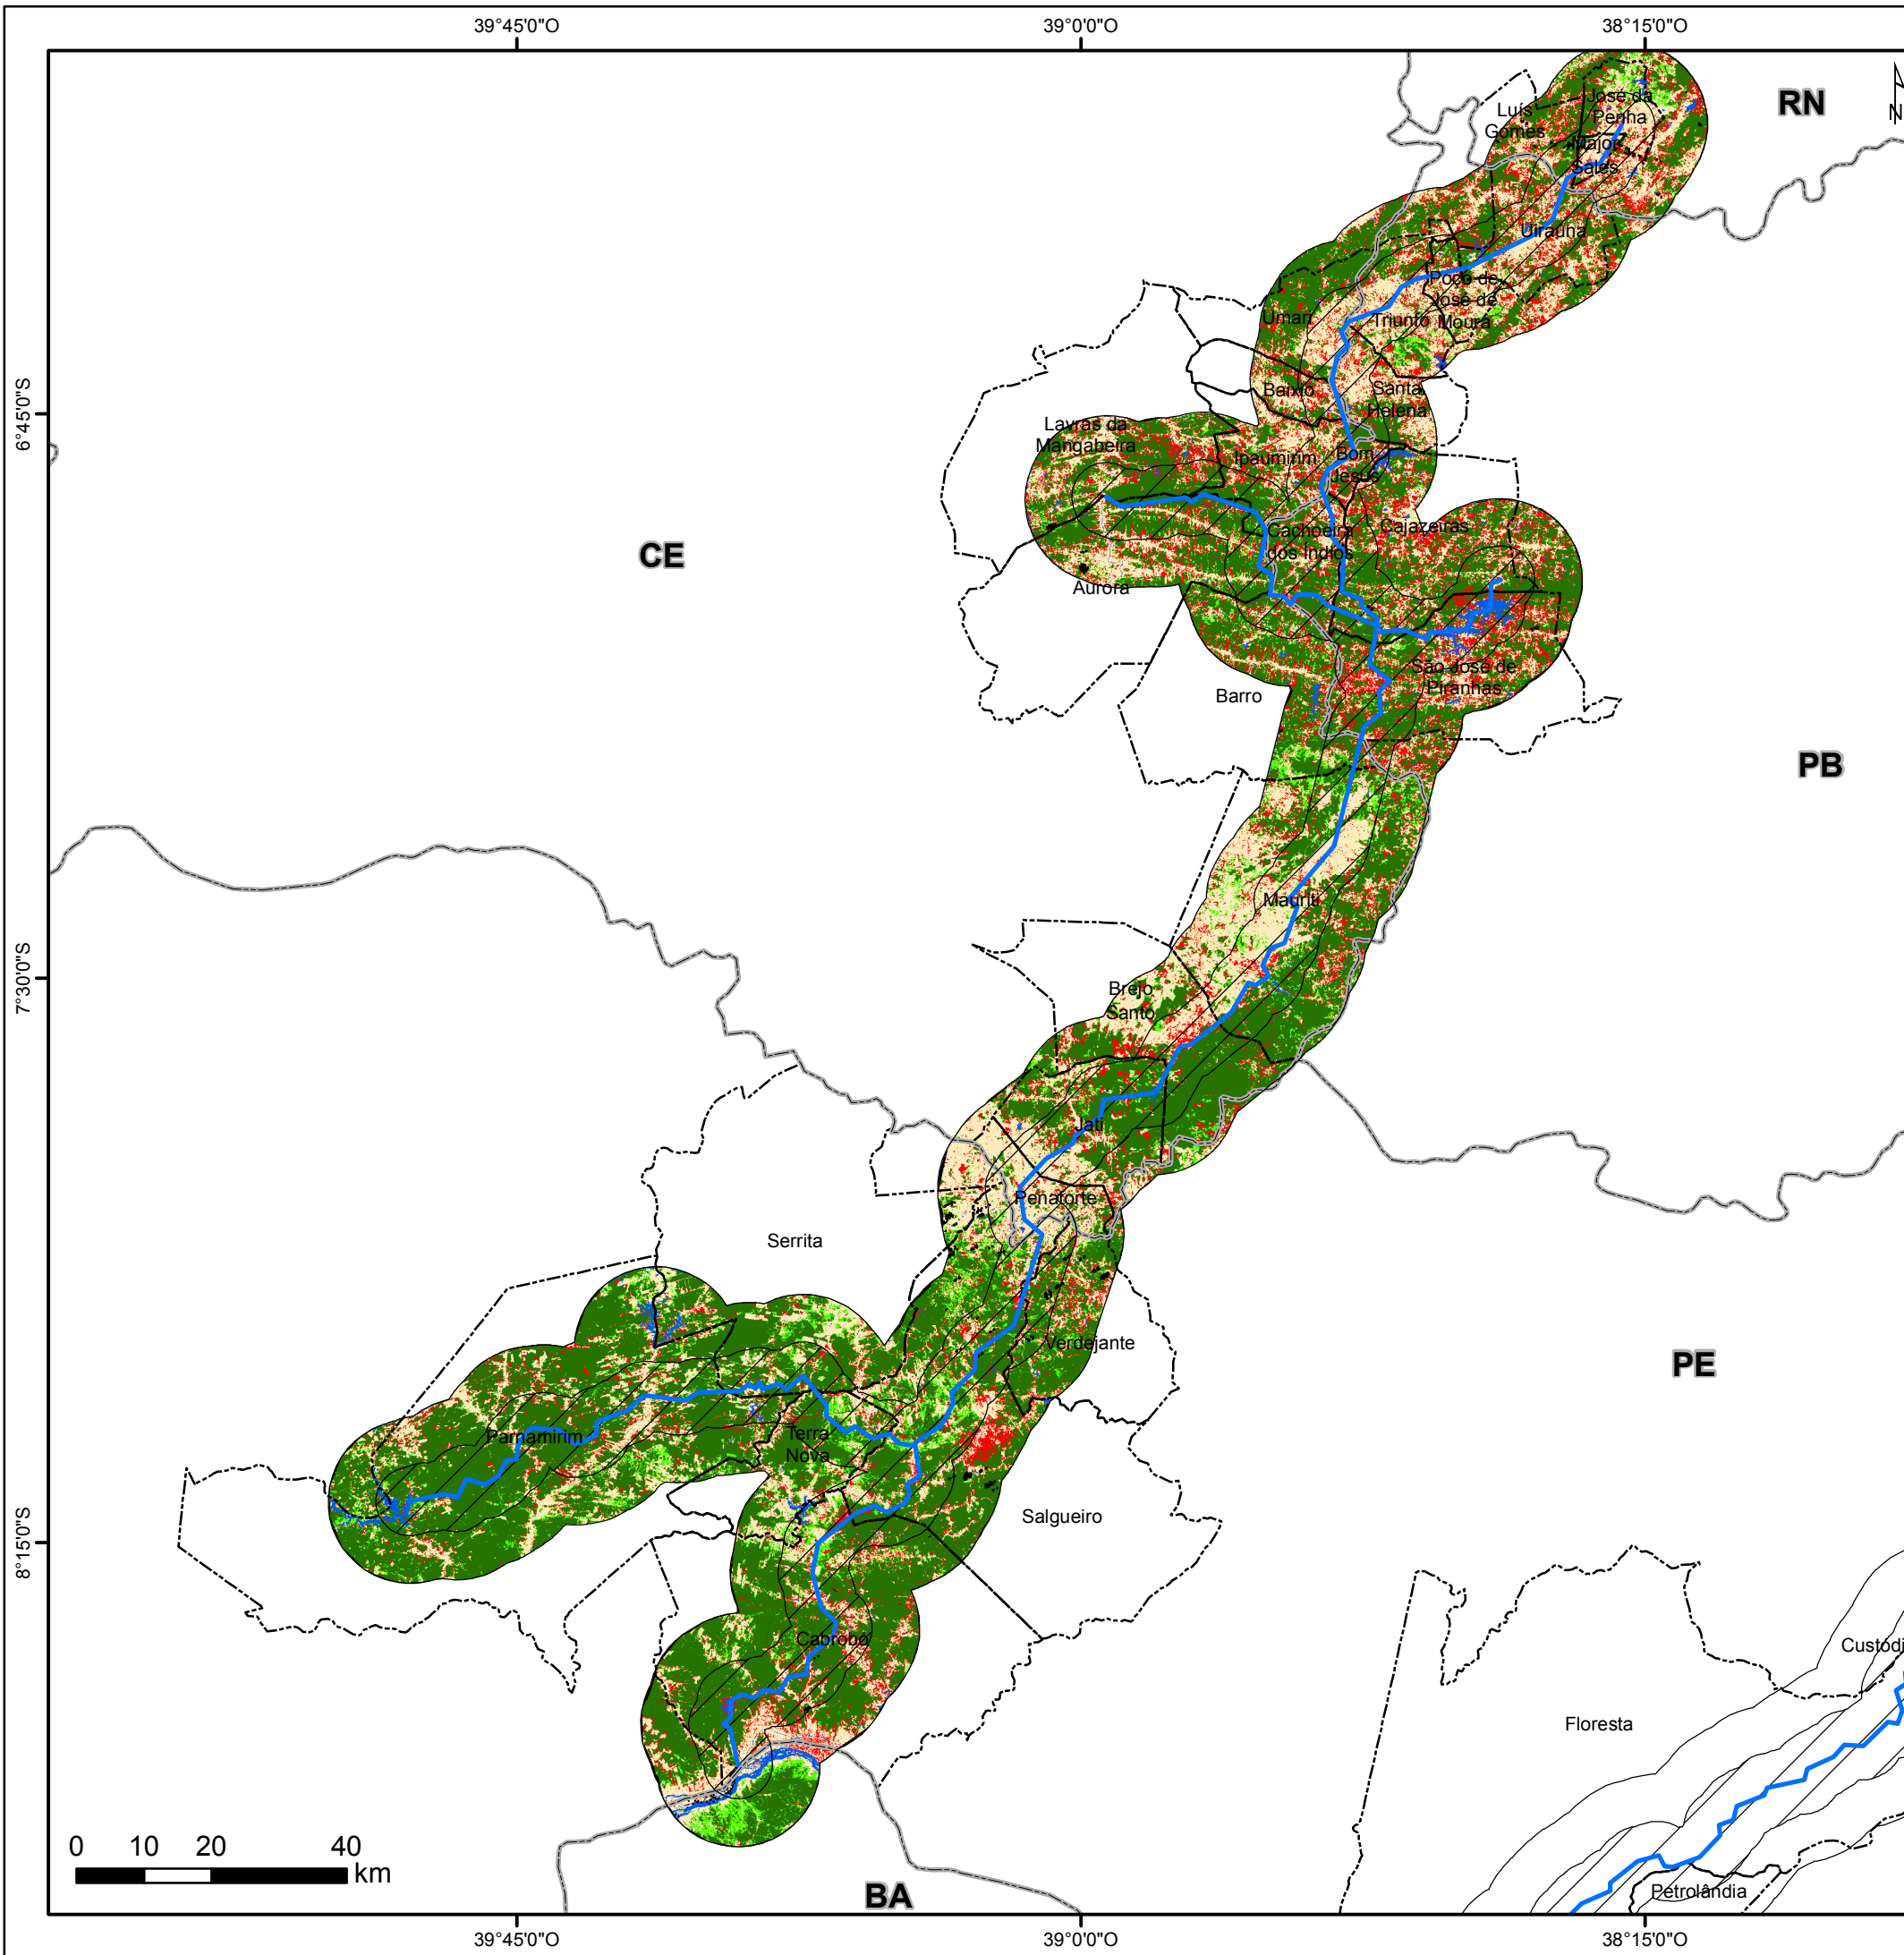 39°45'0"O
39°0'0"O
38°15'0"O
RN
N
José da
Penha
Luís
Gomes
Major
Sales
Uiraúna
Poço de
José de
Moura
Triunfo
Umari
Baixio
Santa
Helena
6°45'0"S
Lavras da
Mangabeira
Ipaumirim
Bom
Jesus
Cajazeiras
Cachoeira
dos Índios
CE
Aurora
São José de
Piranhas
Barro
PB
Mauriti
7°30'0"S
Brejo
Santo
Jati
Penaforte
Serrita
Verdejante
PE
Parnamirim
Terra
Nova
Salgueiro
8°15'0"S
Cabrobó
Custódi
Floresta
0 10 20 40
km
Petrolândia
BA
39°45'0"O
39°0'0"O
38°15'0"O